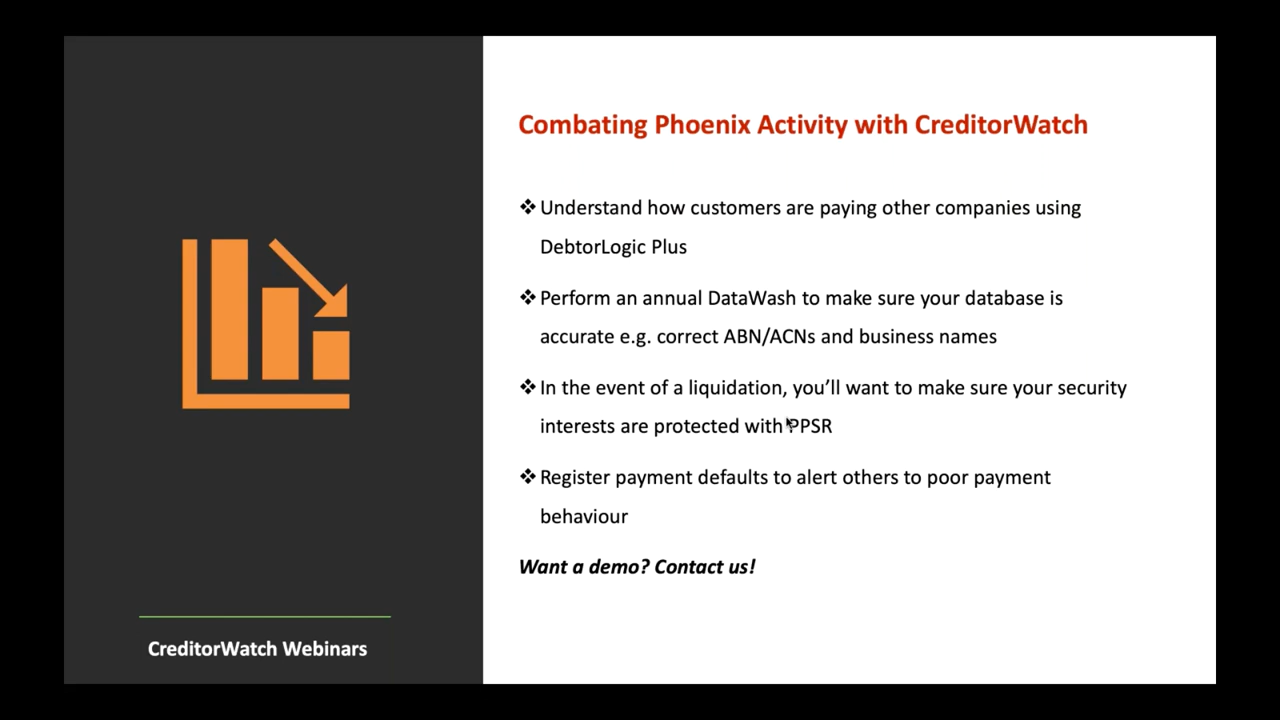 Combating Phoenix Activity with CreditorWatch
❖Understand how customers are paying other companies using
DebtorLogic Plus
❖Perform an annual DataWash to make sure your database is
accurate e.g. correct ABN/ACNs and business names
❖In the event of a liquidation, you’ll want to make sure your security
interests are protected with PPSR
❖Register payment defaults to alert others to poor payment
behaviour
Want a demo? Contact us!
CreditorWatch Webinars